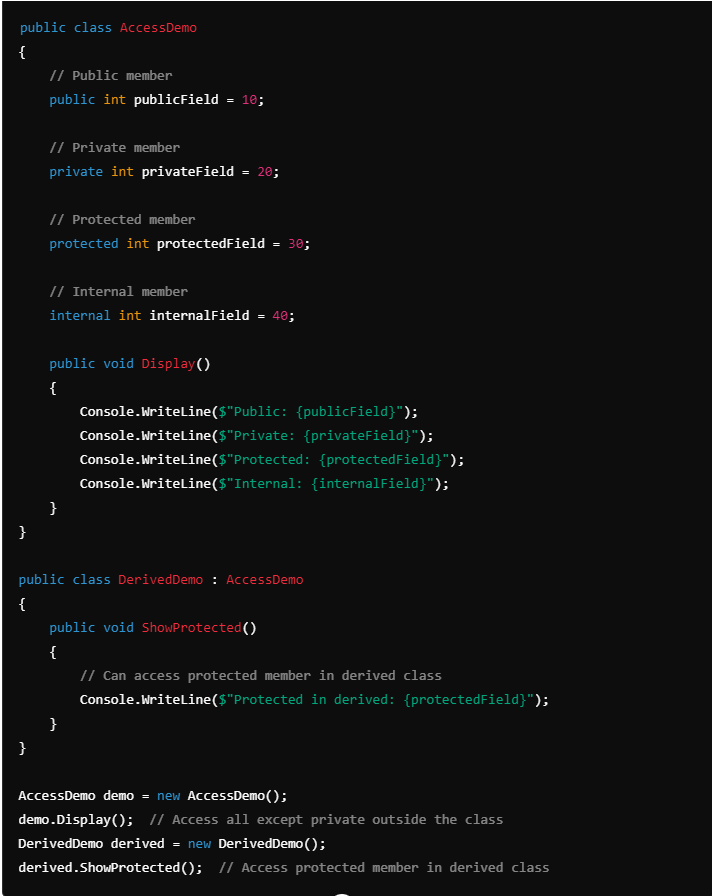 public class AccessDemo
{
    // Public member
    public int publicField = 10;

    // Private member
    private int privateField = 20;

    // Protected member
    protected int protectedField = 30;

    // Internal member
    internal int internalField = 40;

    public void Display()
    {
        Console.WriteLine($"Public: {publicField}");
        Console.WriteLine($"Private: {privateField}");
        Console.WriteLine($"Protected: {protectedField}");
        Console.WriteLine($"Internal: {internalField}");
    }
}

public class DerivedDemo : AccessDemo
{
    public void ShowProtected()
    {
        // Can access protected member in derived class
        Console.WriteLine($"Protected in derived: {protectedField}");
    }
}

AccessDemo demo = new AccessDemo();
demo.Display();  // Access all except private outside the class
DerivedDemo derived = new DerivedDemo();
derived.ShowProtected();  // Access protected member in derived class